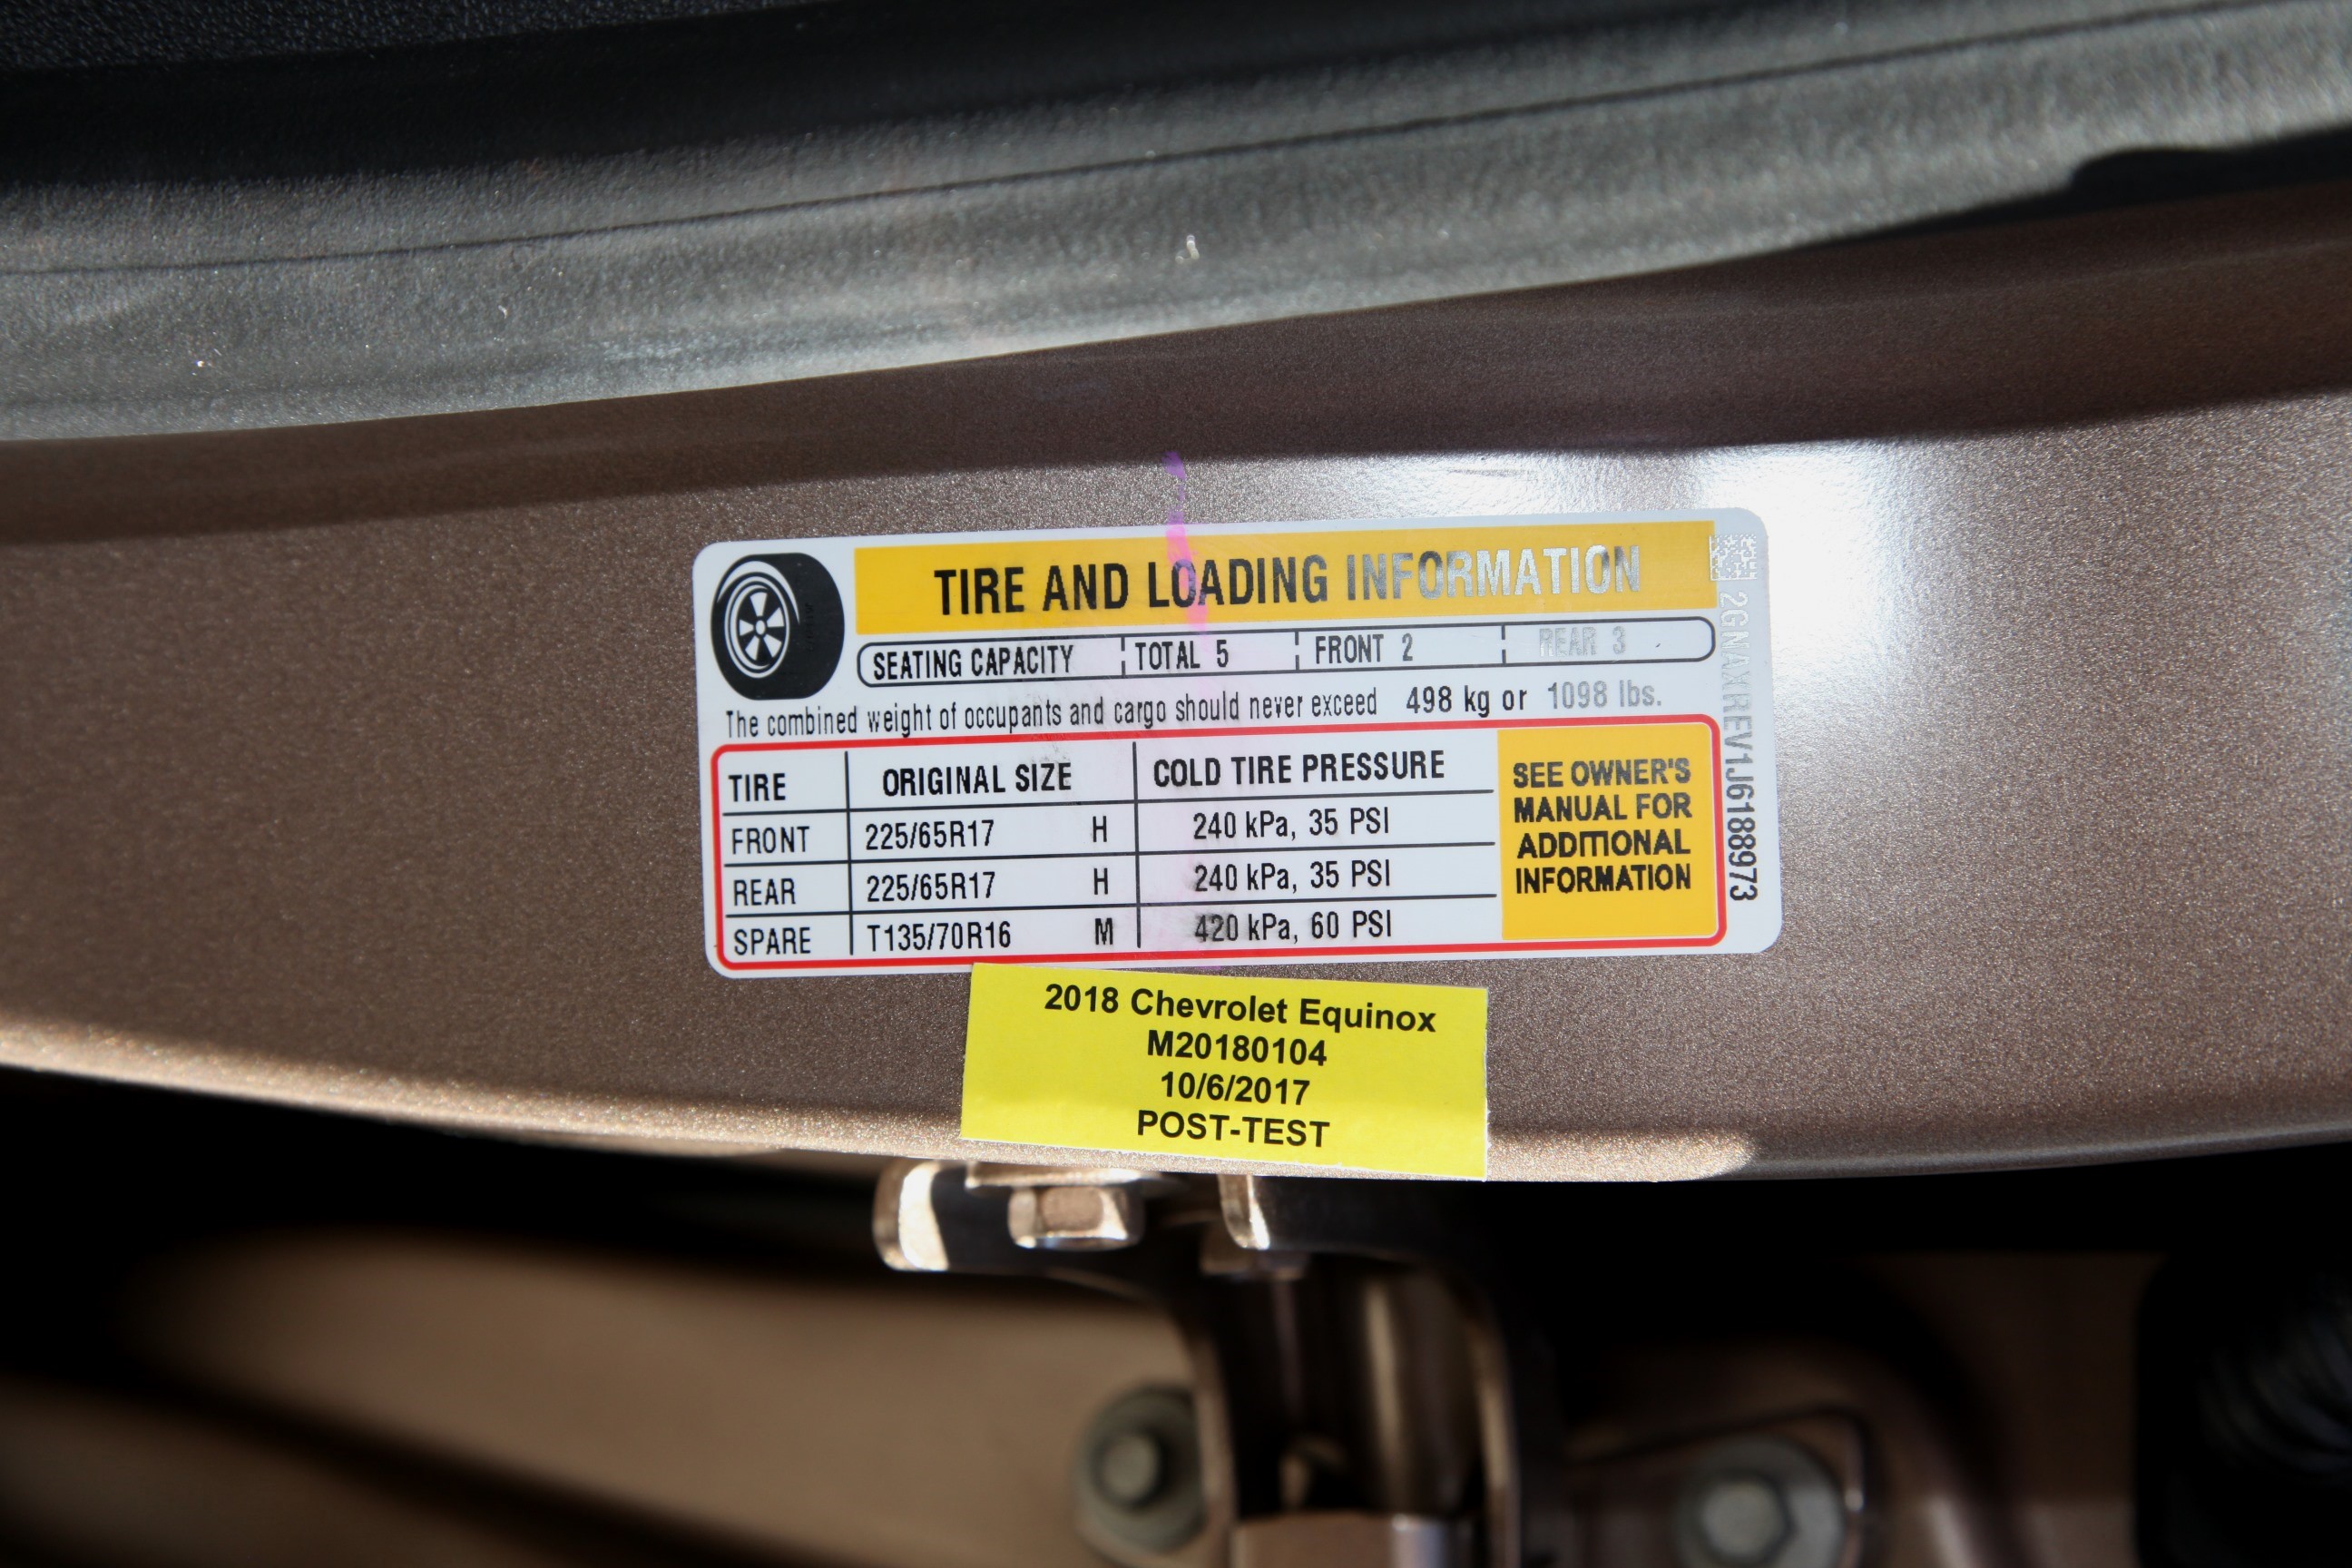 TIRE AND LOADING INFORMATION
SEATING CAPACITY TOTAL 5 FRONT 2 REAR 3
The combined weight of occupants and cargo should never exceed 498 kg or 1098 lbs.
TIRE ORIGINAL SIZE COLD TIRE PRESSURE
FRONT 225/65R17 H 240 kPa, 35 PSI
REAR 225/65R17 H 240 kPa, 35 PSI
SPARE T135/70R16 M 420 kPa, 60 PSI
SEE OWNER'S
MANUAL FOR
ADDITIONAL
INFORMATION
2GNAXREV1J6188973
2018 Chevrolet Equinox
M20180104
10/6/2017
POST-TEST